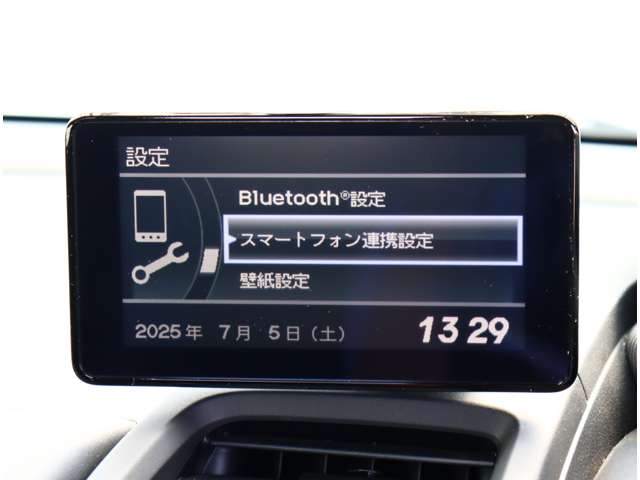 設定
Bluetooth®設定
スマートフォン連携設定
壁紙設定
2025年 7月 5日（土） 13 29